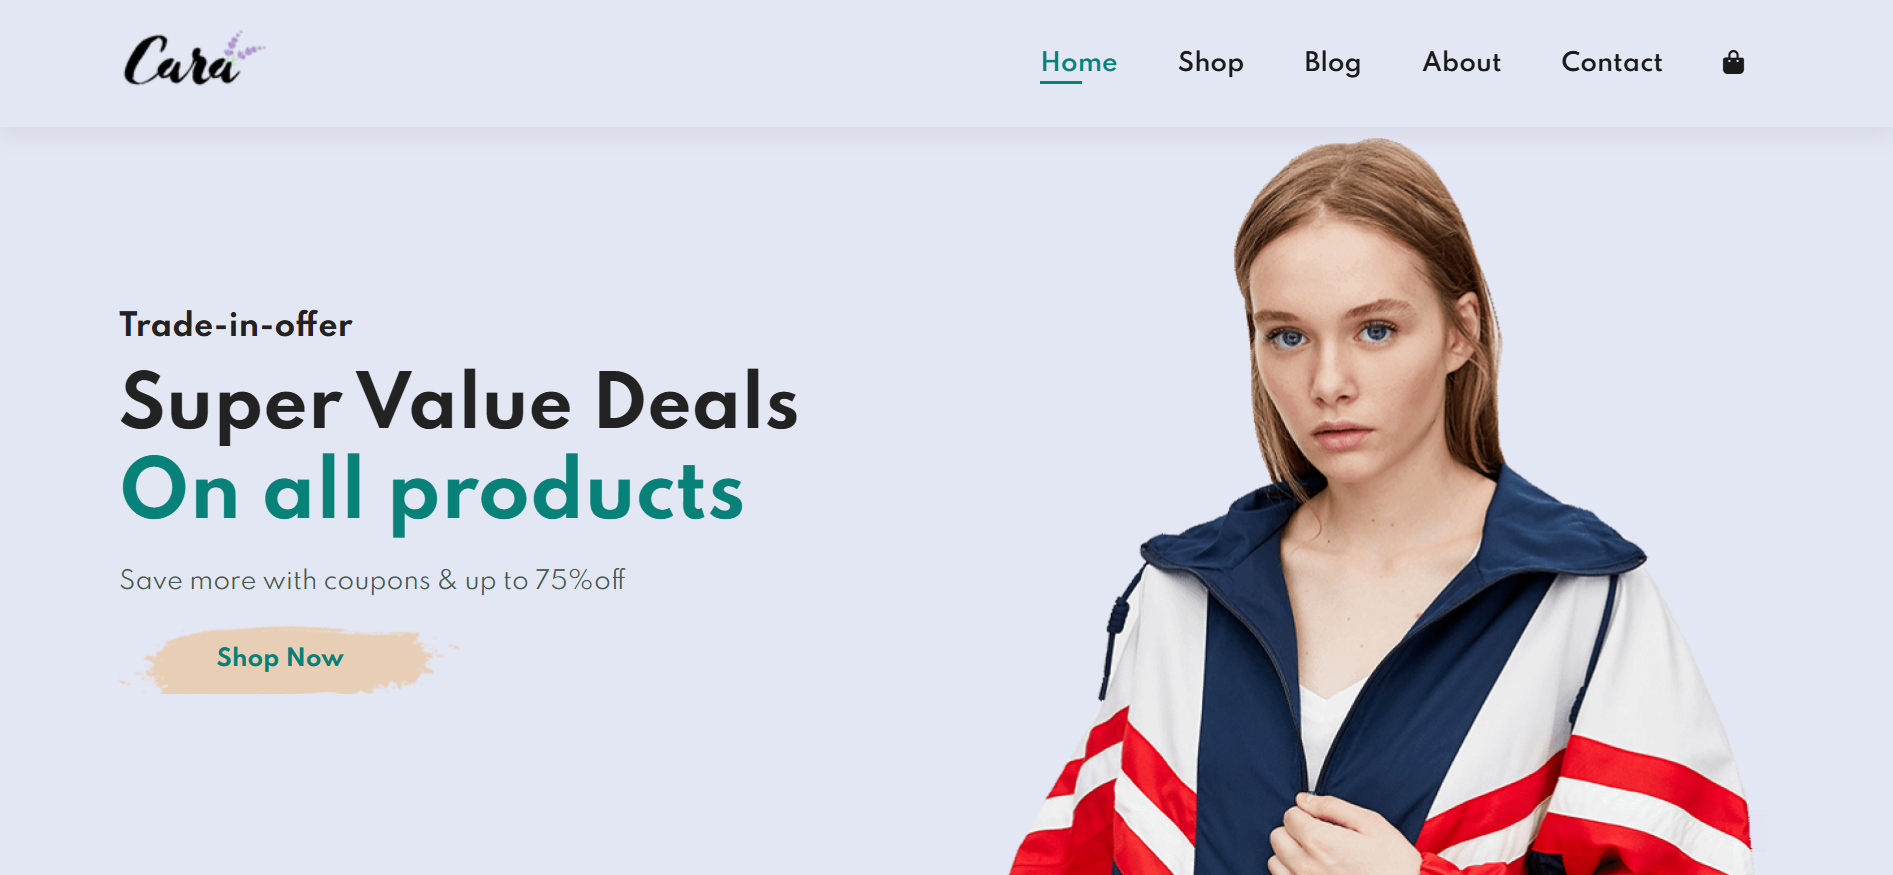 Cara
Home Shop Blog About Contact
Trade-in-offer
Super Value Deals
On all products
Save more with coupons & up to 75%off
Shop Now